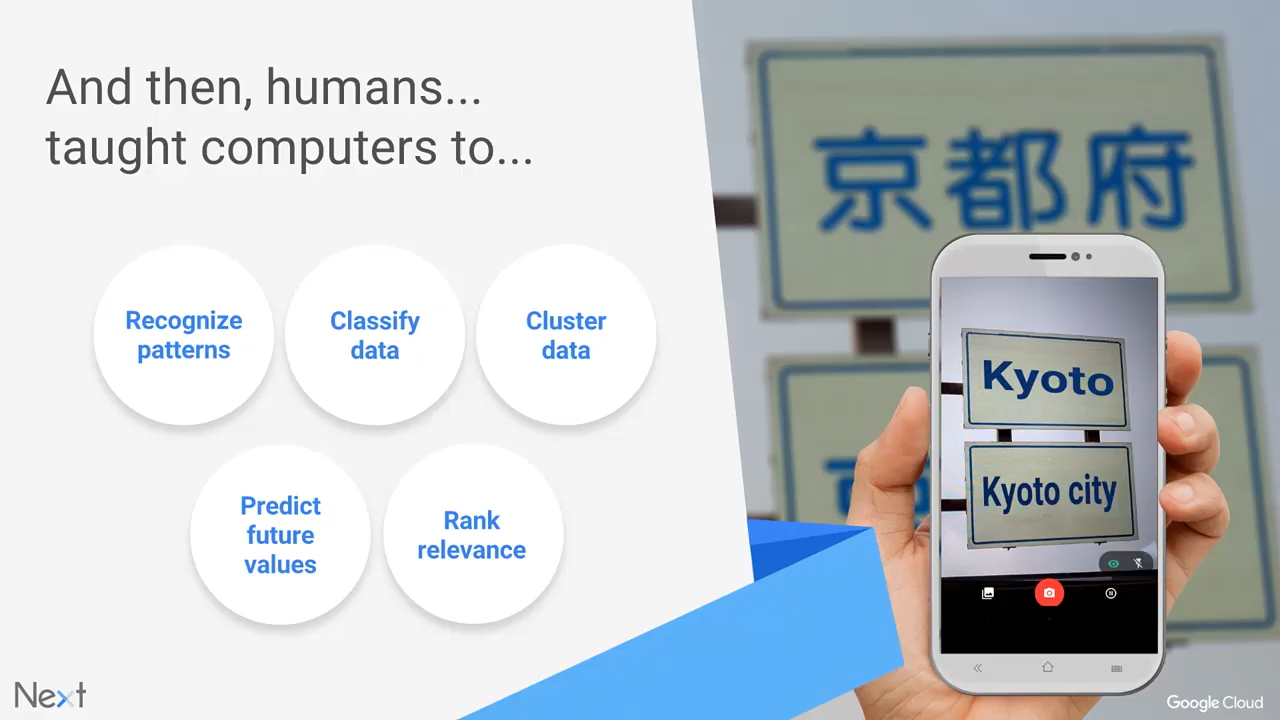 And then, humans...
taught computers to...
Recognize
patterns
Classify
data
Cluster
data
Predict
future
values
Rank
relevance
京都府
Kyoto
Kyoto city
Next
Google Cloud